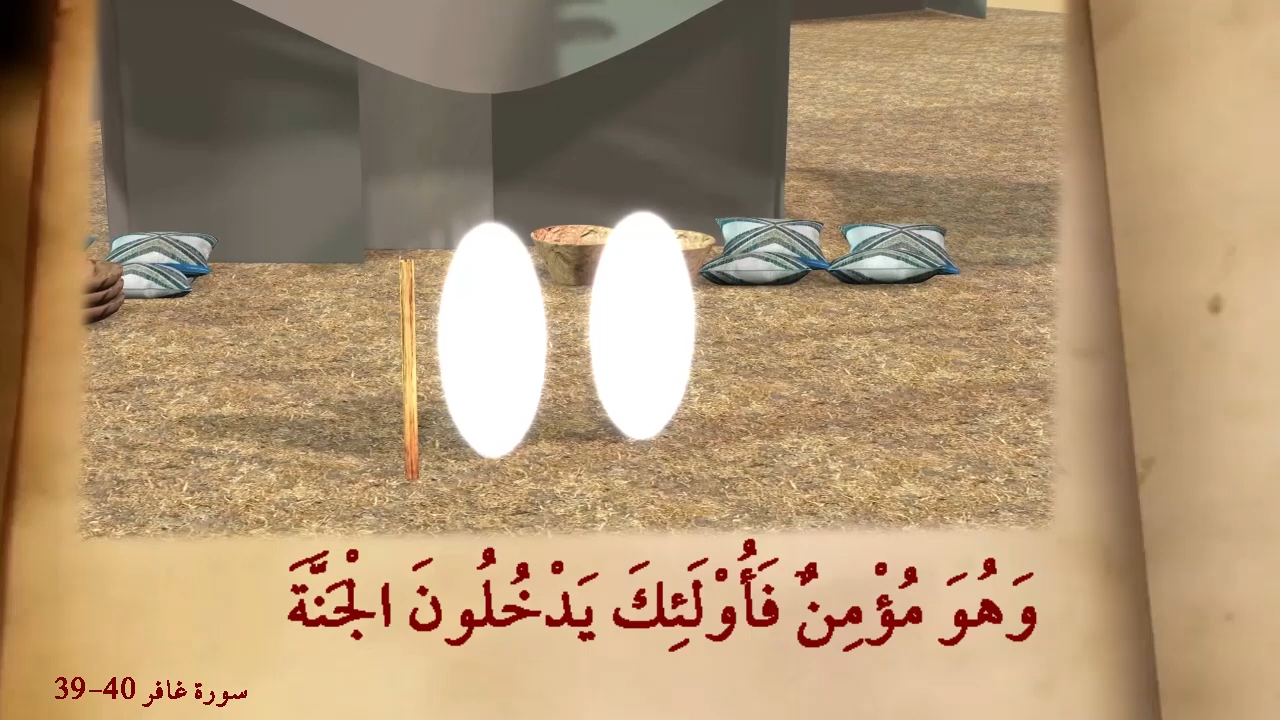 وَهُوَ مُؤْمِنٌ فَأُوْلَئِكَ يَدْخُلُونَ الْجَنَّةَ
سورة غافر 40-39